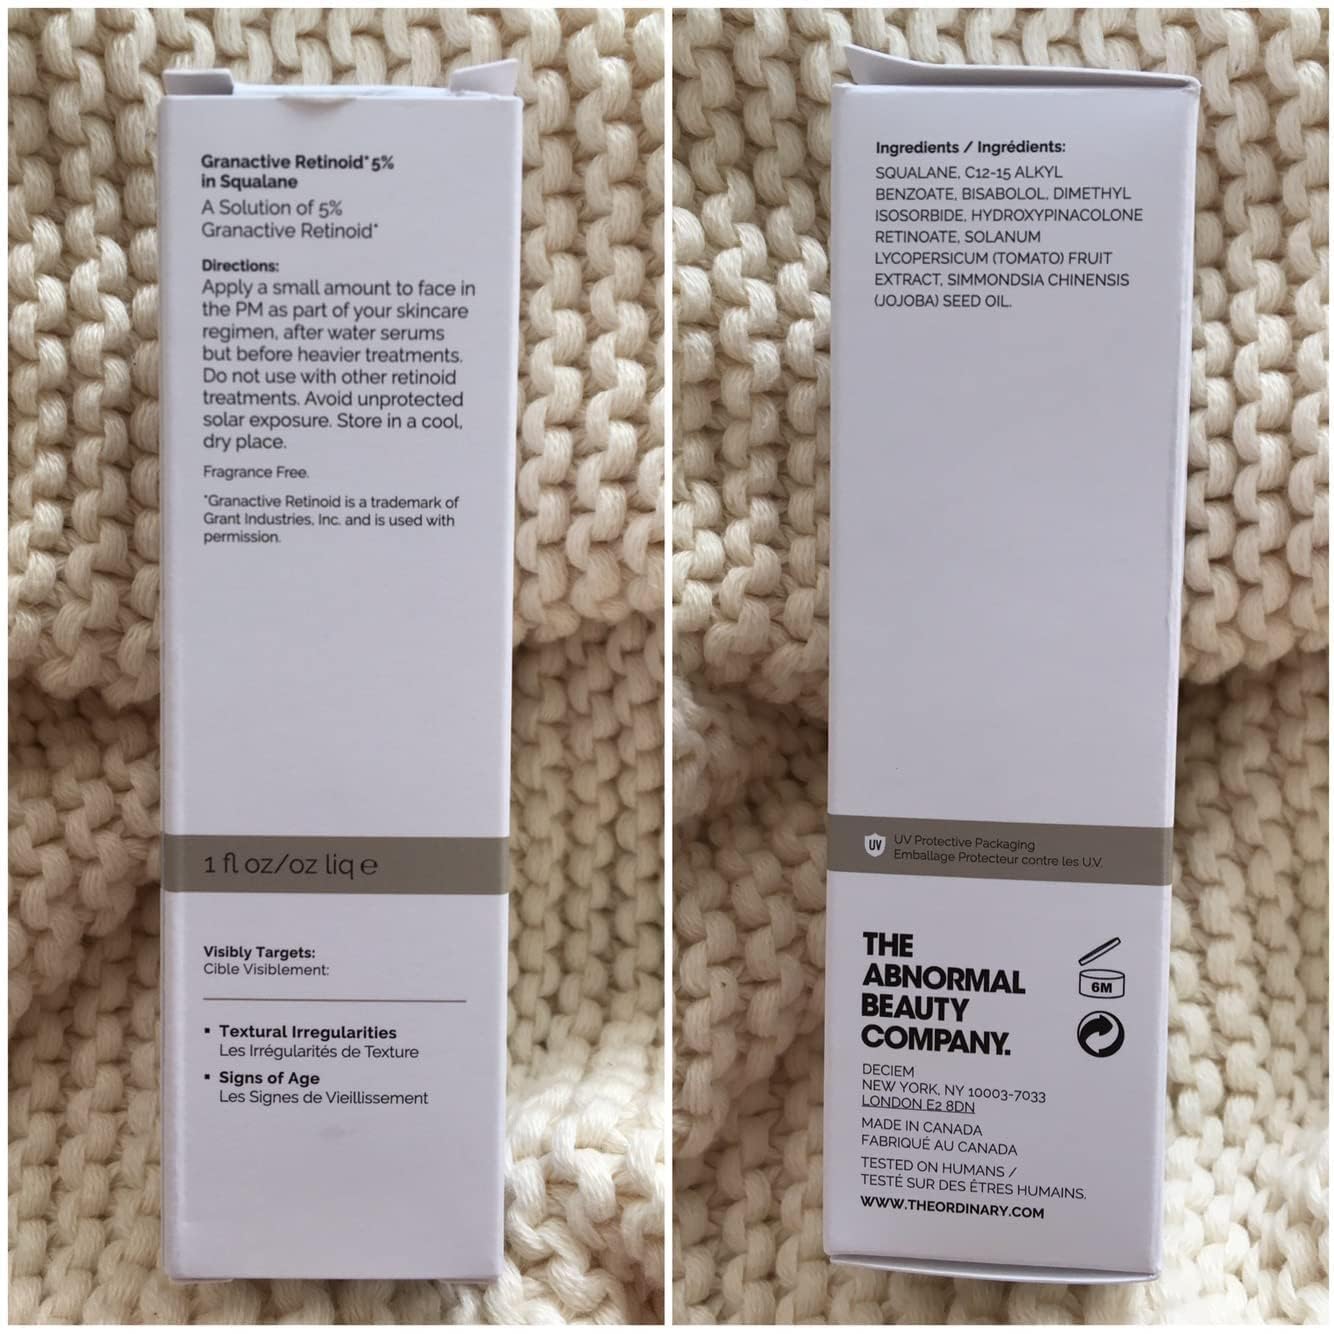 Granactive Retinoid* 5%
in Squalane
A Solution of 5%
Granactive Retinoid*
Directions:
Apply a small amount to face in
the PM as part of your skincare
regimen, after water serums
but before heavier treatments.
Do not use with other retinoid
treatments. Avoid unprotected
solar exposure. Store in a cool,
dry place.
Fragrance Free.
*Granactive Retinoid is a trademark of
Grant Industries, Inc. and is used with
permission.
1 fl oz/oz liq ℮
Visibly Targets:
Cible Visiblement:
▪ Textural Irregularities
Les Irrégularités de Texture
▪ Signs of Age
Les Signes de Vieillissement
Ingredients / Ingrédients:
SQUALANE, C12-15 ALKYL
BENZOATE, BISABOLOL, DIMETHYL
ISOSORBIDE, HYDROXYPINACOLONE
RETINOATE, SOLANUM
LYCOPERSICUM (TOMATO) FRUIT
EXTRACT, SIMMONDSIA CHINENSIS
(JOJOBA) SEED OIL.
UV
UV Protective Packaging
Emballage Protecteur contre les U.V.
THE
ABNORMAL
BEAUTY
COMPANY.
6M
DECIEM
NEW YORK, NY 10003-7033
LONDON E2 8DN
MADE IN CANADA
FABRIQUÉ AU CANADA
TESTED ON HUMANS /
TESTÉ SUR DES ÊTRES HUMAINS.
WWW.THEORDINARY.COM